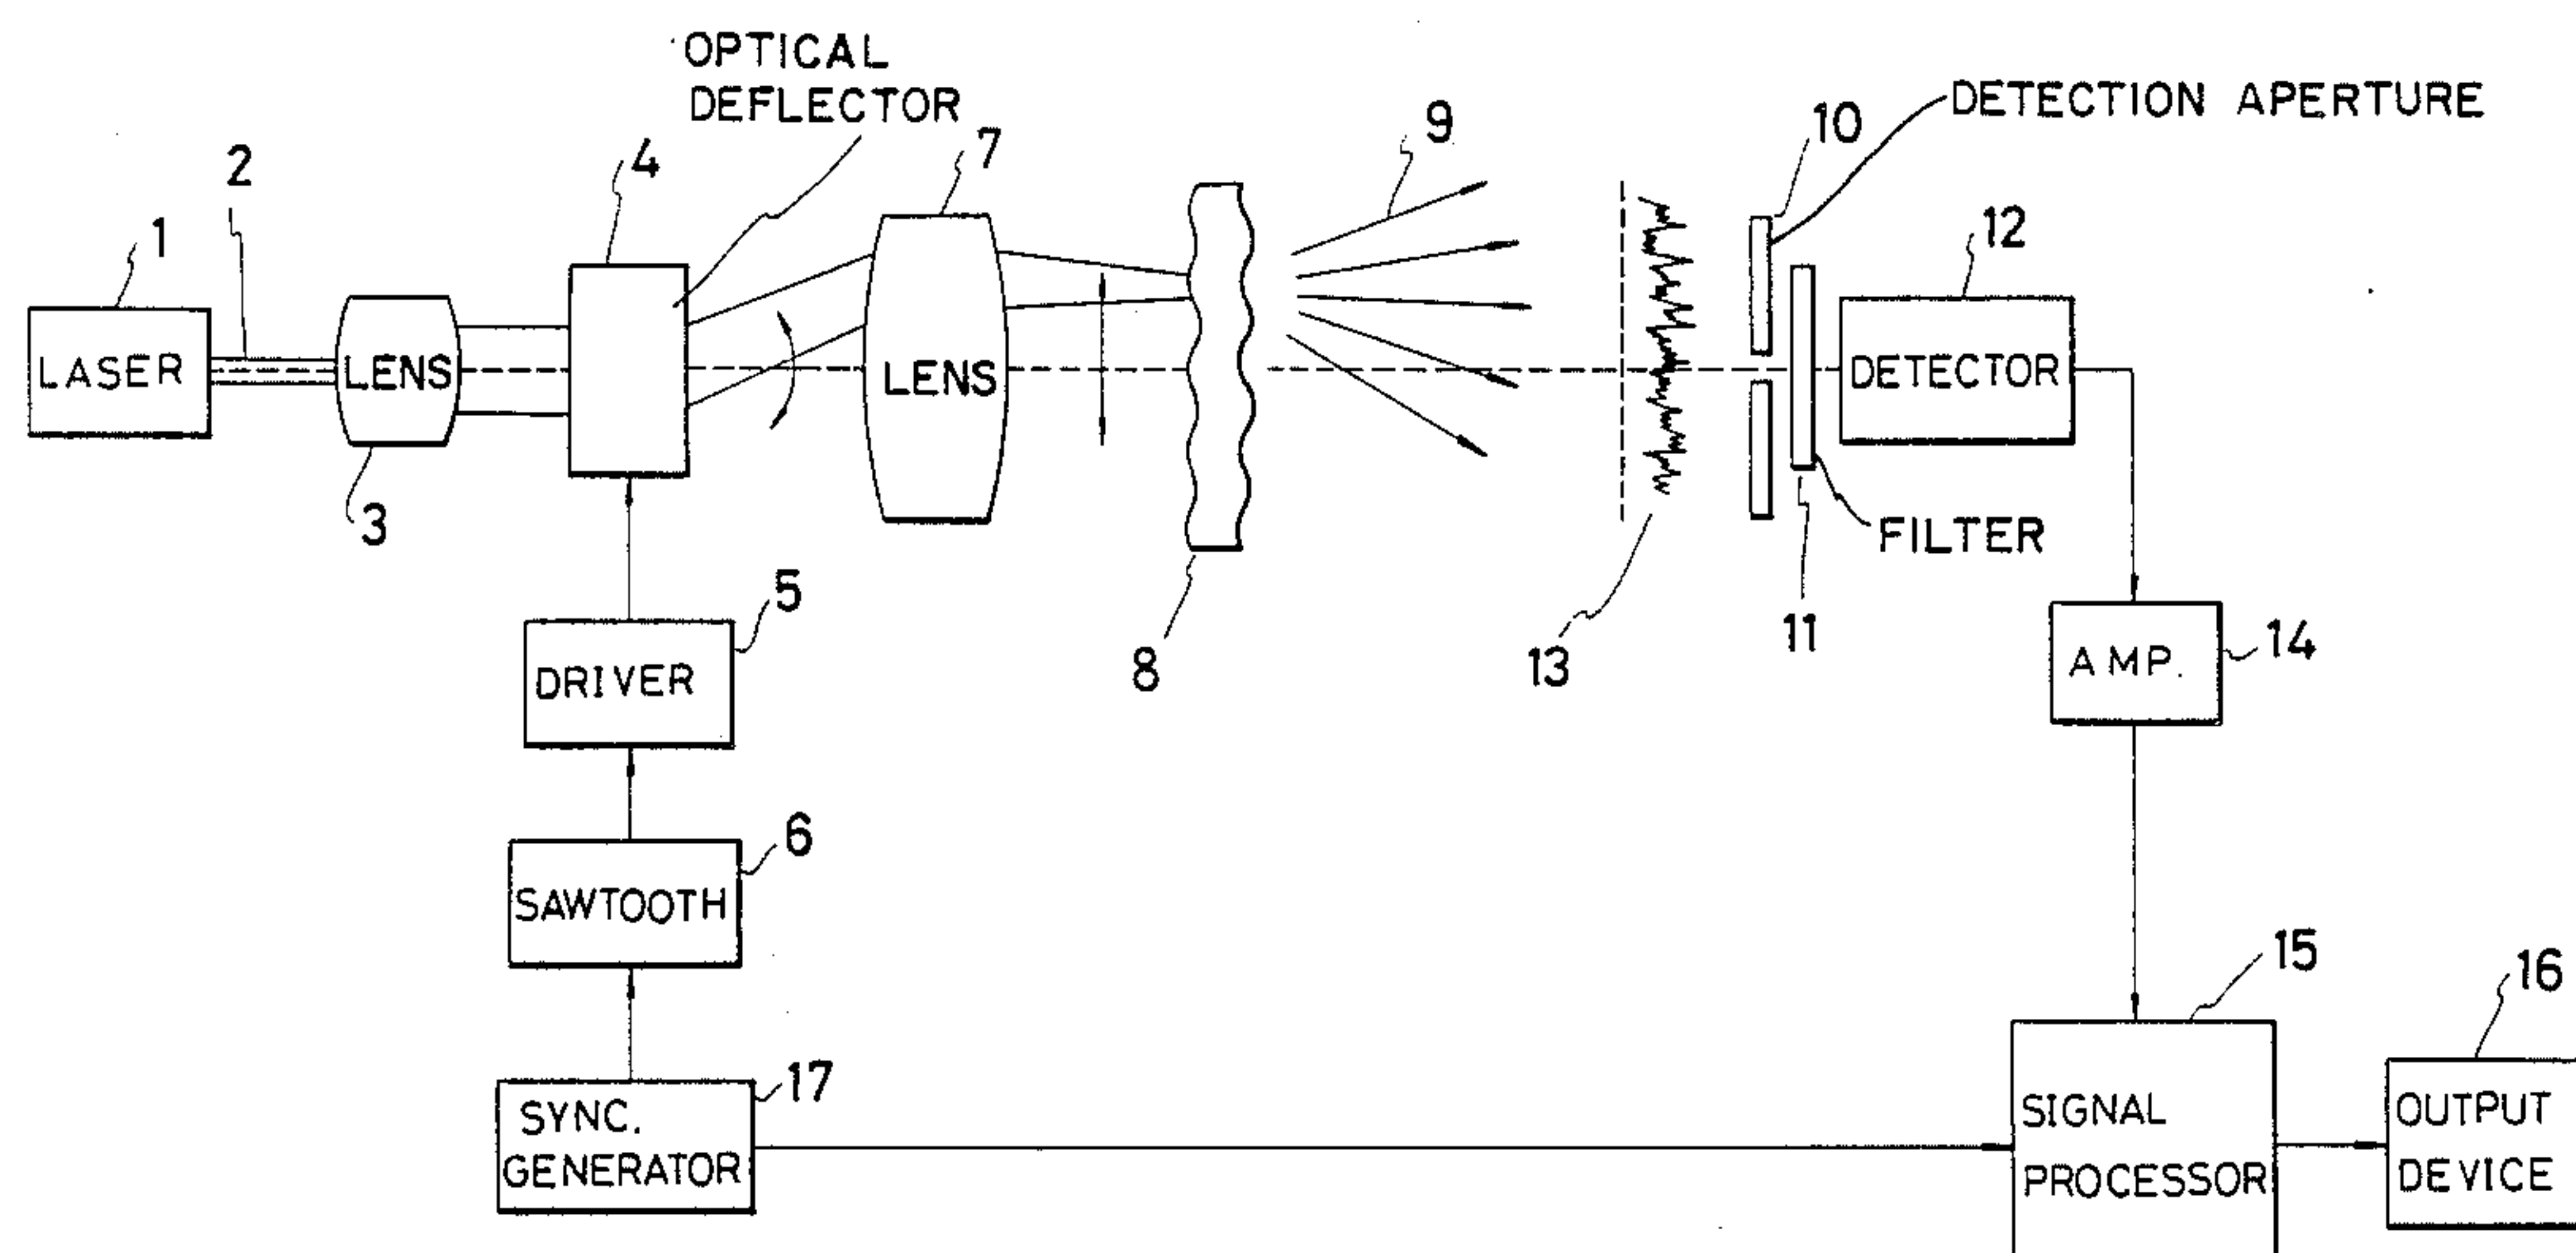 OPTICAL
DEFLECTOR
DETECTION APERTURE
1
2
3
4
7
9
10
12
LASER
LENS
LENS
DETECTOR
FILTER
8
13
11
5
DRIVER
AMP.
14
6
SAWTOOTH
15
16
17
SYNC.
GENERATOR
SIGNAL
PROCESSOR
OUTPUT
DEVICE